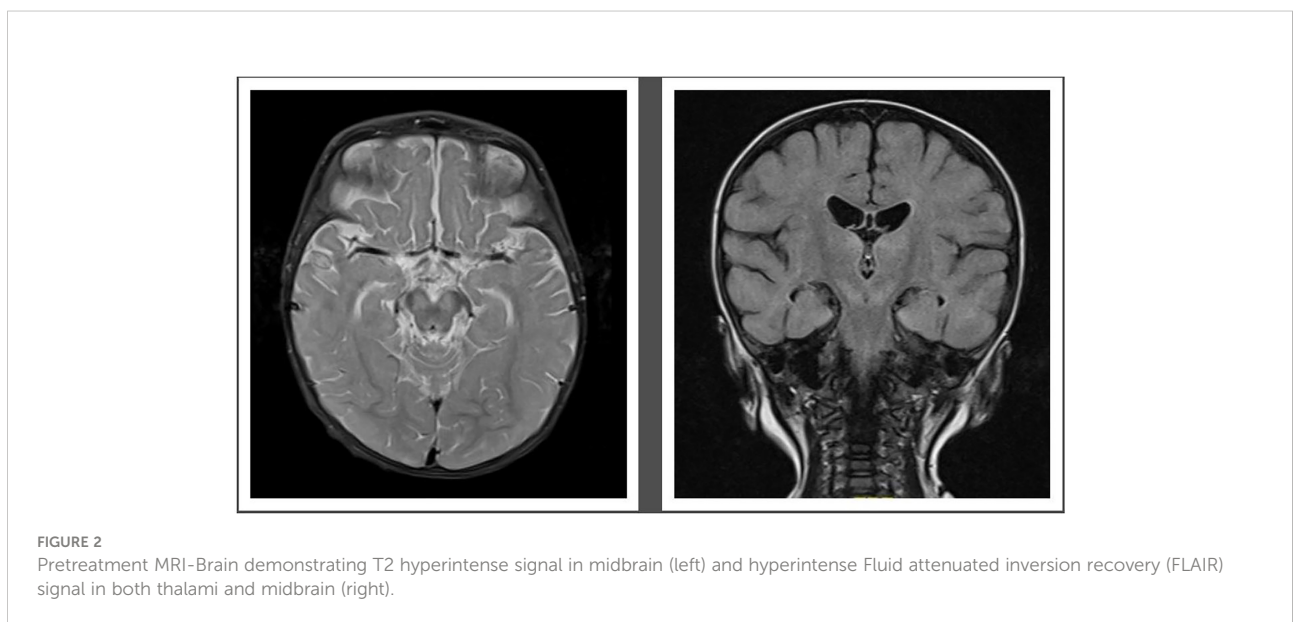 FIGURE 2
Pretreatment MRI-Brain demonstrating T2 hyperintense signal in midbrain (left) and hyperintense Fluid attenuated inversion recovery (FLAIR)
signal in both thalami and midbrain (right).